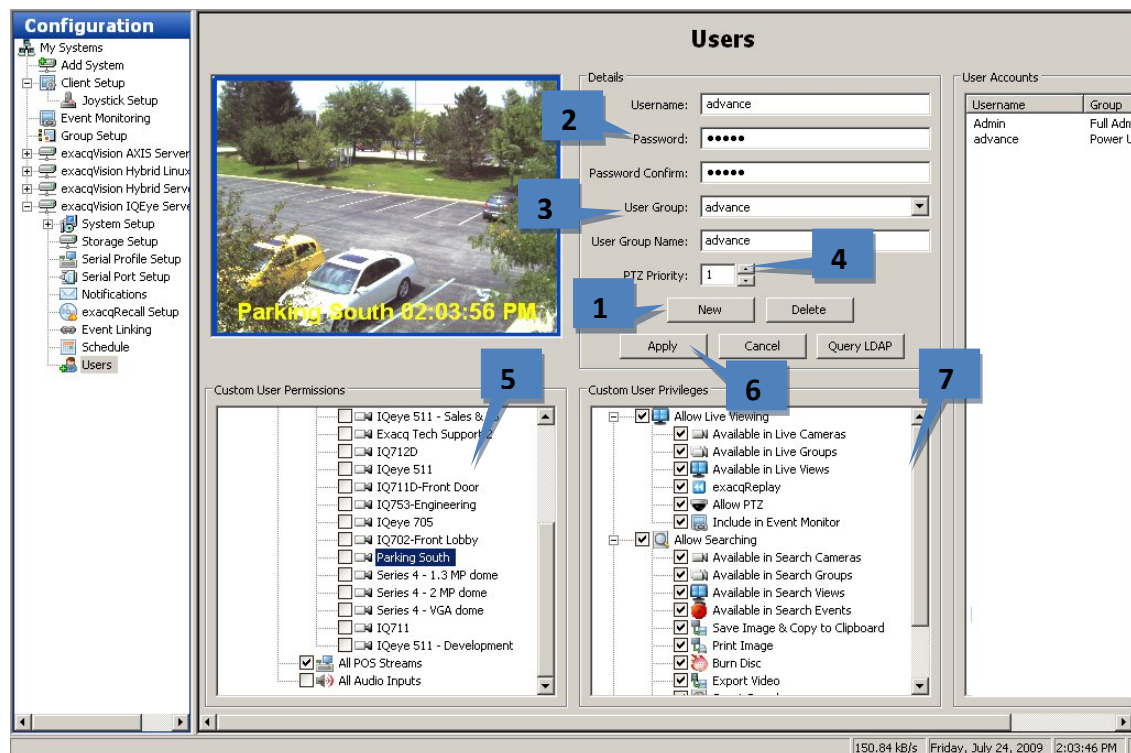 Configuration
My Systems
Add System
Client Setup
Joystick Setup
Event Monitoring
Group Setup
exacqVision AXIS Server
exacqVision Hybrid Linux
exacqVision Hybrid Serve
exacqVision IQEye Serve
System Setup
Storage Setup
Serial Profile Setup
Serial Port Setup
Notifications
exacqRecall Setup
Event Linking
Schedule
Users
Users
Parking South 02:03:56 PM
Details
Username: advance
2
Password: •••••
Password Confirm: •••••
3
User Group: advance
User Group Name: advance
4
PTZ Priority: 1
1
New Delete
Apply Cancel Query LDAP
6
User Accounts
Username Group
Admin Full Adm
advance Power U
5
Custom User Permissions
IQeye 511 - Sales &
Exacq Tech Support 2
IQ712D
IQeye 511
IQ711D-Front Door
IQ753-Engineering
IQeye 705
IQ702-Front Lobby
Parking South
Series 4 - 1.3 MP dome
Series 4 - 2 MP dome
Series 4 - VGA dome
IQ711
IQeye 511 - Development
All POS Streams
All Audio Inputs
7
Custom User Privileges
Allow Live Viewing
Available in Live Cameras
Available in Live Groups
Available in Live Views
exacqReplay
Allow PTZ
Include in Event Monitor
Allow Searching
Available in Search Cameras
Available in Search Groups
Available in Search Views
Available in Search Events
Save Image & Copy to Clipboard
Print Image
Burn Disc
Export Video
150.84 kB/s Friday, July 24, 2009 2:03:46 PM